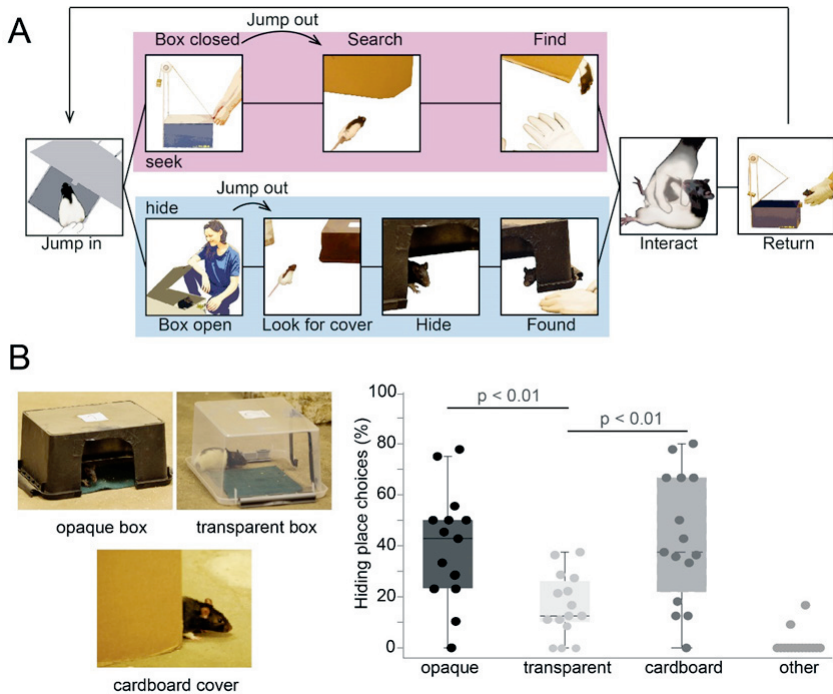 A
Jump out
Box closed
Search
Find
seek
Jump in
hide
Jump out
Box open
Look for cover
Hide
Found
Interact
Return
B
opaque box
transparent box
cardboard cover
Hiding place choices (%)
100
80
60
40
20
0
p < 0.01
p < 0.01
opaque
transparent
cardboard
other